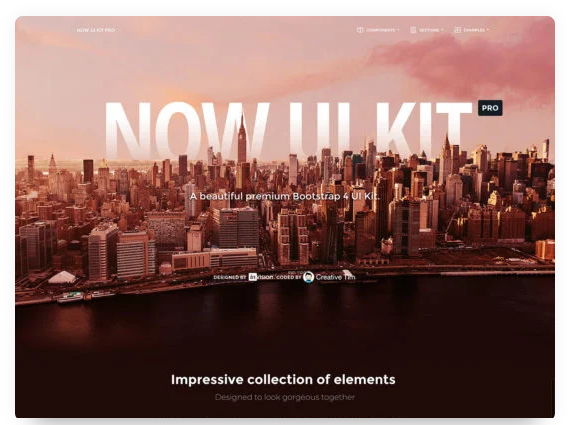 NOW UI KIT PRO
COMPONENTS SECTIONS EXAMPLES
NOW UI KIT PRO
A beautiful premium Bootstrap 4 UI Kit.
DESIGNED BY invision. CODED BY Creative Tim
Impressive collection of elements
Designed to look gorgeous together